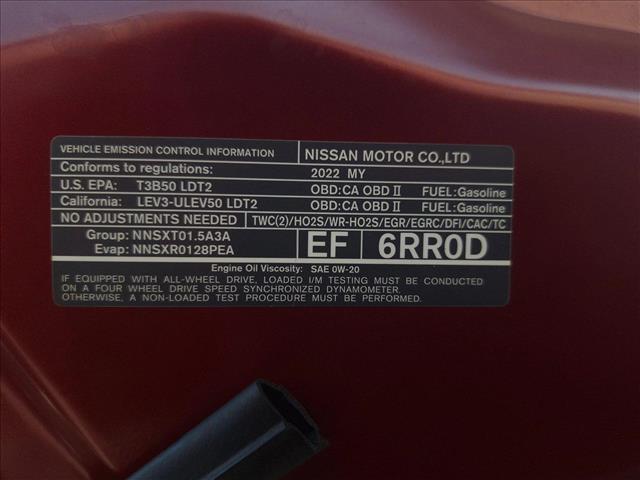 VEHICLE EMISSION CONTROL INFORMATION NISSAN MOTOR CO.,LTD
Conforms to regulations: 2022 MY
U.S. EPA: T3B50 LDT2 OBD:CA OBD II FUEL:Gasoline
California: LEV3-ULEV50 LDT2 OBD:CA OBD II FUEL:Gasoline
NO ADJUSTMENTS NEEDED TWC(2)/HO2S/WR-HO2S/EGR/EGRC/DFI/CAC/TC
Group: NNSXT01.5A3A EF 6RR0D
Evap: NNSXR0128PEA
Engine Oil Viscosity: SAE 0W-20
IF EQUIPPED WITH ALL-WHEEL DRIVE, LOADED I/M TESTING MUST BE CONDUCTED
ON A FOUR WHEEL DRIVE SPEED SYNCHRONIZED DYNAMOMETER.
OTHERWISE, A NON-LOADED TEST PROCEDURE MUST BE PERFORMED.